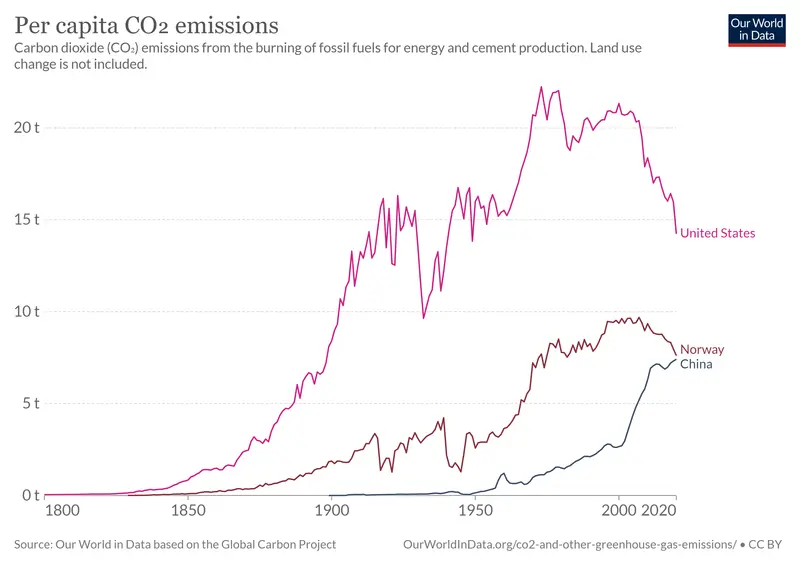 Per capita CO2 emissions
Our World
in Data
Carbon dioxide (CO₂) emissions from the burning of fossil fuels for energy and cement production. Land use
change is not included.
20 t
15 t
United States
10 t
Norway
China
5 t
0 t
1800 1850 1900 1950 2000 2020
Source: Our World in Data based on the Global Carbon Project OurWorldInData.org/co2-and-other-greenhouse-gas-emissions/ • CC BY